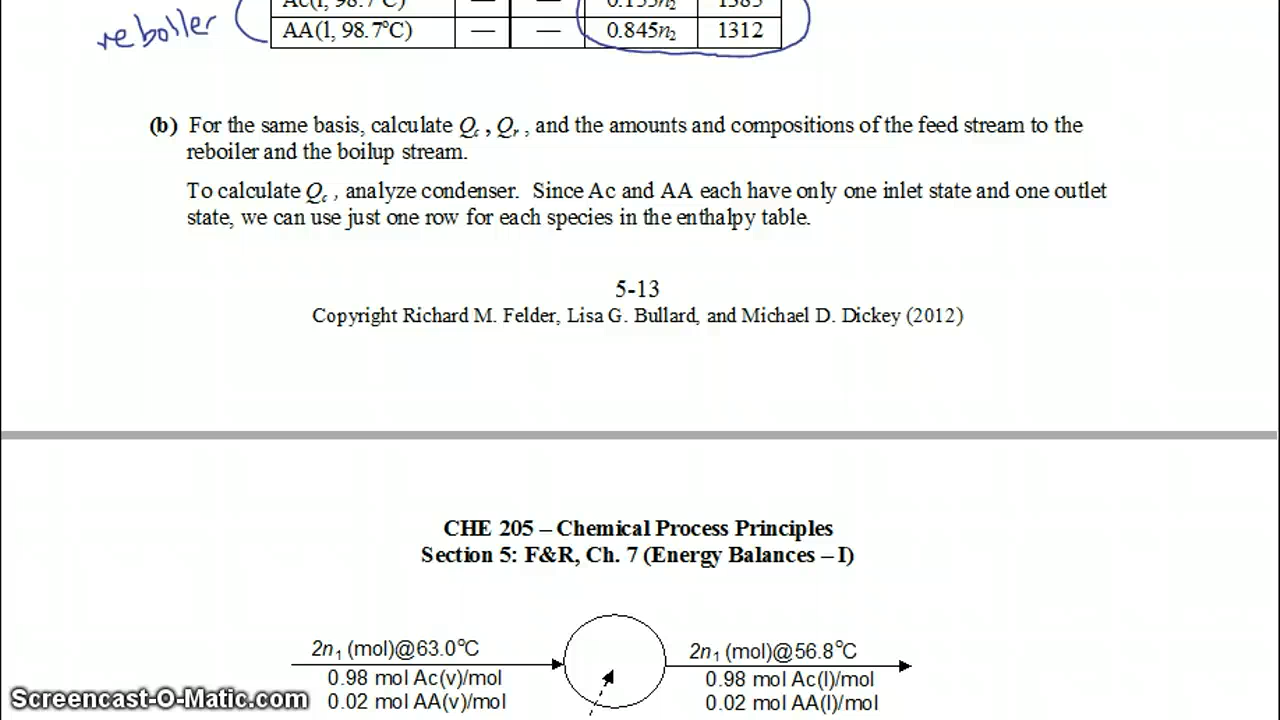 Ac(l, 98.7°C) — — 0.155n₂ 1385
reboiler AA(l, 98.7°C) — — 0.845n₂ 1312
(b) For the same basis, calculate Qc , Qr , and the amounts and compositions of the feed stream to the
reboiler and the boilup stream.
To calculate Qc , analyze condenser. Since Ac and AA each have only one inlet state and one outlet
state, we can use just one row for each species in the enthalpy table.
5-13
Copyright Richard M. Felder, Lisa G. Bullard, and Michael D. Dickey (2012)
CHE 205 – Chemical Process Principles
Section 5: F&R, Ch. 7 (Energy Balances – I)
2n₁ (mol)@63.0°C 2n₁ (mol)@56.8°C
0.98 mol Ac(v)/mol 0.98 mol Ac(l)/mol
0.02 mol AA(v)/mol 0.02 mol AA(l)/mol
Screencast-O-Matic.com